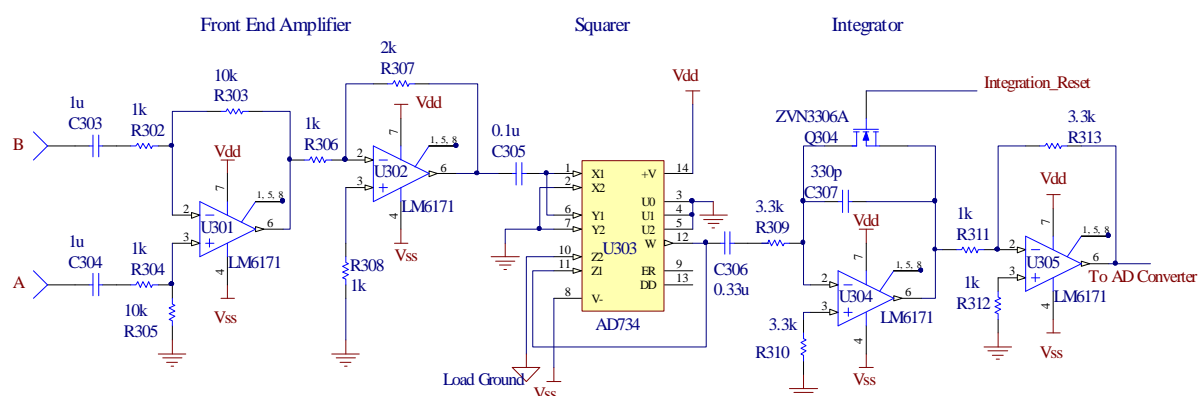 Front End Amplifier
Squarer
Integrator
2k
R307
10k
R303
Vdd
Vdd
Integration_Reset
ZVN3306A
Q304
3.3k
R313
1u
C303
1k
R302
1k
R306
7
1, 5, 8
0.1u
C305
B
Vdd
7
1, 5, 8
2
3
U302
6
LM6171
4
Vss
1
2
6
7
10
11
8
X1
X2
Y1
Y2
Z2
Z1
V-
+V
U0
U1
U2
W
ER
DD
U303
14
3
4
5
12
9
13
AD734
330p
C307
3.3k
R309
C306
0.33u
Vdd
7
1, 5, 8
2
3
U304
6
LM6171
4
Vss
1k
R311
Vdd
7
1, 5, 8
2
3
U305
6
LM6171
4
Vss
To AD Converter
1u
C304
1k
R304
2
3
U301
6
LM6171
4
Vss
A
10k
R305
R308
1k
3.3k
R310
1k
R312
Load Ground
Vss